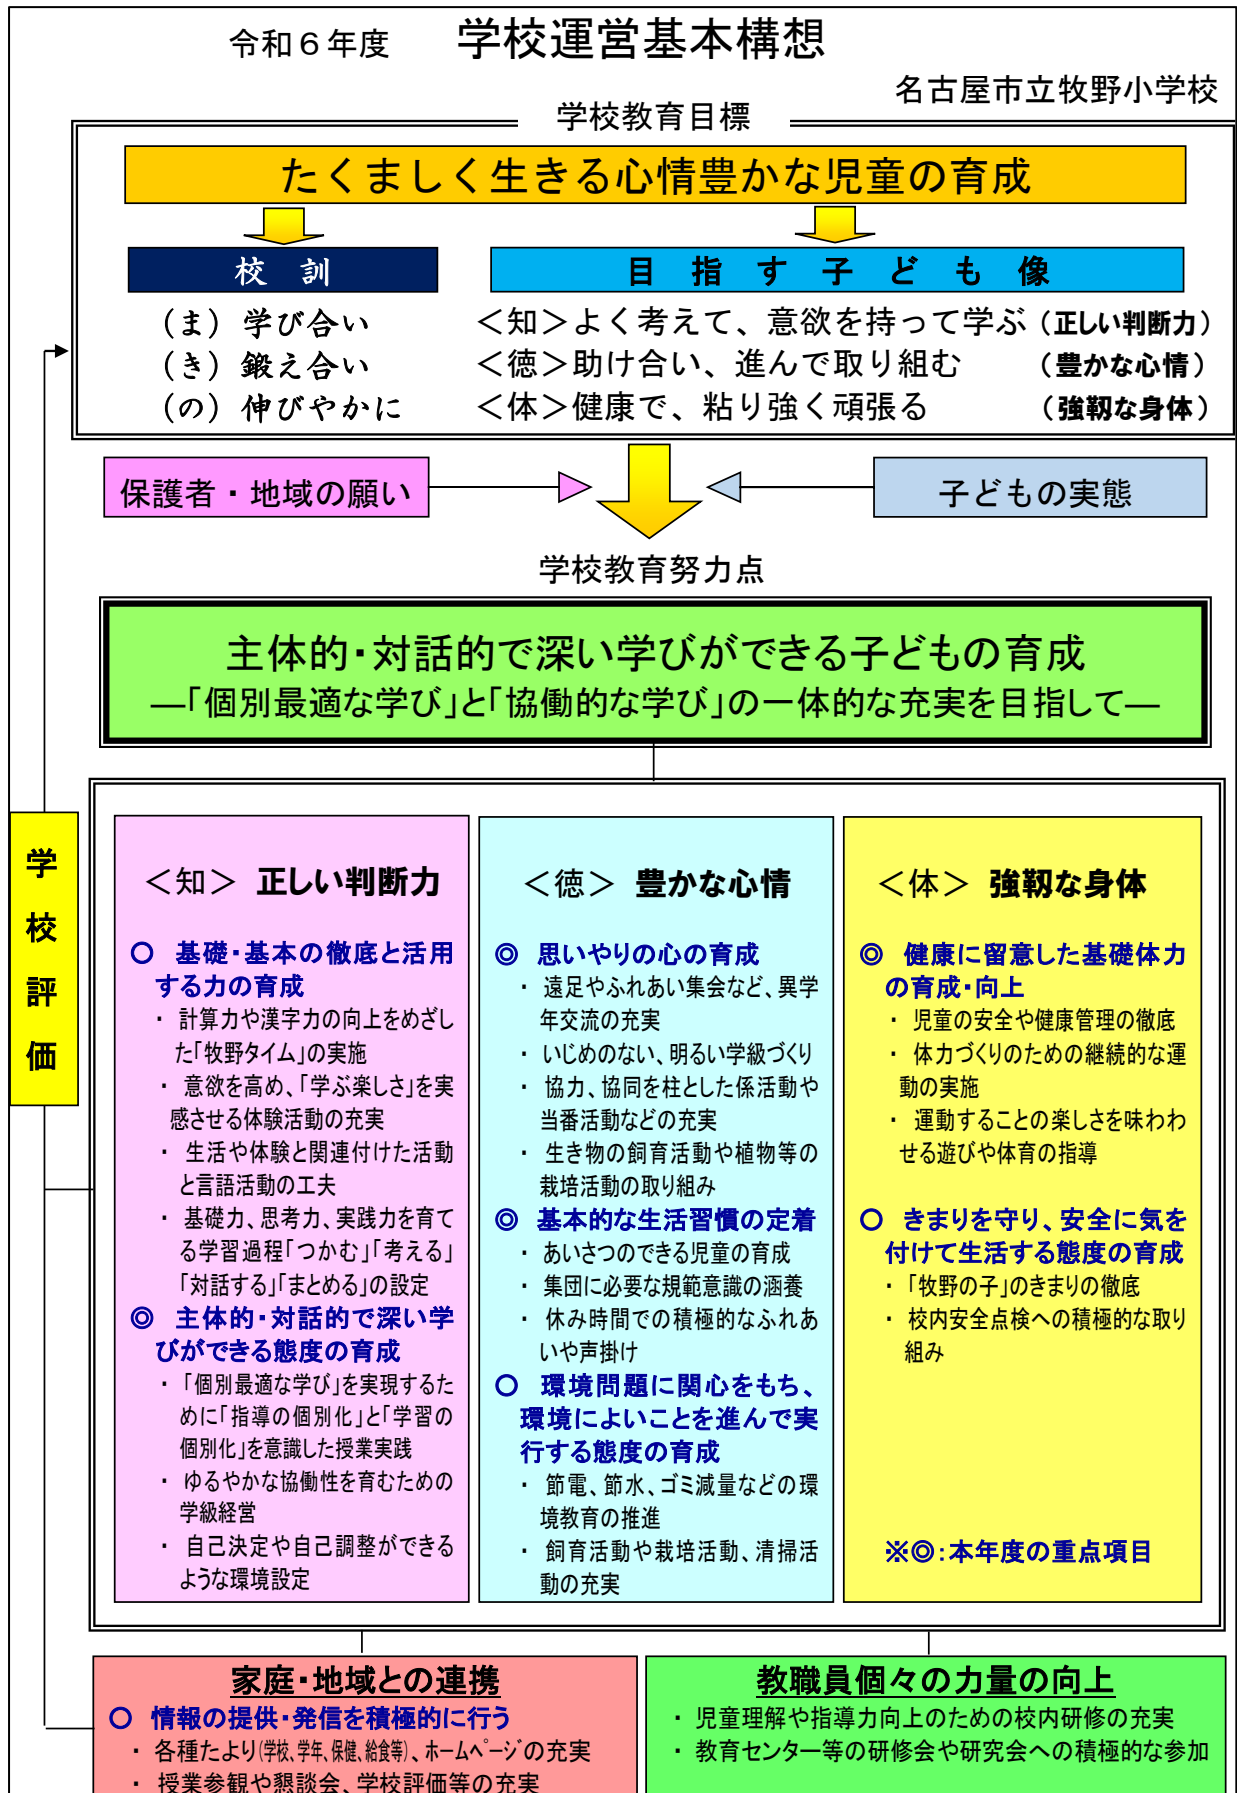 令和６年度　学校運営基本構想
名古屋市立牧野小学校
学校教育目標
たくましく生きる心情豊かな児童の育成
校訓
（ま）学び合い
（き）鍛え合い
（の）伸びやかに
目指す子ども像
＜知＞よく考えて、意欲を持って学ぶ（正しい判断力）
＜徳＞助け合い、進んで取り組む（豊かな心情）
＜体＞健康で、粘り強く頑張る（強靱な身体）
保護者・地域の願い
子どもの実態
学校教育努力点
主体的・対話的で深い学びができる子どもの育成
―「個別最適な学び」と「協働的な学び」の一体的な充実を目指して―
学校評価
＜知＞ 正しい判断力
○ 基礎・基本の徹底と活用
する力の育成
・ 計算力や漢字力の向上をめざし
た「牧野タイム」の実施
・ 意欲を高め、「学ぶ楽しさ」を実
感させる体験活動の充実
・ 生活や体験と関連付けた活動
と言語活動の工夫
・ 基礎力、思考力、実践力を育て
る学習過程「つかむ」「考える」
「対話する」「まとめる」の設定
◎ 主体的・対話的で深い学
びができる態度の育成
・「個別最適な学び」を実現するた
めに「指導の個別化」と「学習の
個別化」を意識した授業実践
・ ゆるやかな協働性を育むための
学級経営
・ 自己決定や自己調整ができる
ような環境設定
＜徳＞ 豊かな心情
◎ 思いやりの心の育成
・ 遠足やふれあい集会など、異学
年交流の充実
・ いじめのない、明るい学級づくり
・ 協力、協同を柱とした係活動や
当番活動などの充実
・ 生き物の飼育活動や植物等の
栽培活動の取り組み
◎ 基本的な生活習慣の定着
・ あいさつのできる児童の育成
・ 集団に必要な規範意識の涵養
・ 休み時間での積極的なふれあ
いや声掛け
○ 環境問題に関心をもち、
環境によいことを進んで実
行する態度の育成
・ 節電、節水、ゴミ減量などの環
境教育の推進
・ 飼育活動や栽培活動、清掃活
動の充実
＜体＞ 強靱な身体
◎ 健康に留意した基礎体力
の育成・向上
・ 児童の安全や健康管理の徹底
・ 体力づくりのための継続的な運
動の実施
・ 運動することの楽しさを味わわ
せる遊びや体育の指導
○ きまりを守り、安全に気を
付けて生活する態度の育成
・「牧野の子」のきまりの徹底
・ 校内安全点検への積極的な取り
組み
※◎：本年度の重点項目
家庭・地域との連携
○ 情報の提供・発信を積極的に行う
・ 各種たより（学校、学年、保健、給食等）、ホームページの充実
・ 授業参観や懇談会、学校評価等の充実
教職員個々の力量の向上
・ 児童理解や指導力向上のための校内研修の充実
・ 教育センター等の研修会や研究会への積極的な参加